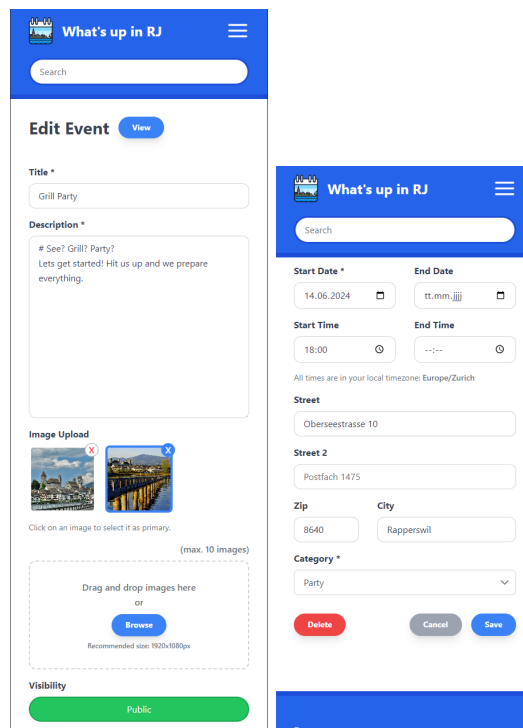 What's up in RJ
Search
Edit Event
View
Title *
Grill Party
Description *
# See? Grill? Party?
Lets get started! Hit us up and we prepare
everything.
Image Upload
X
X
Click on an image to select it as primary.
(max. 10 images)
Drag and drop images here
or
Browse
Recommended size: 1920x1080px
Visibility
Public
What's up in RJ
Search
Start Date * End Date
14.06.2024 tt.mm.jjjj
Start Time End Time
18:00 --:--
All times are in your local timezone: Europe/Zurich
Street
Oberseestrasse 10
Street 2
Postfach 1475
Zip City
8640 Rapperswil
Category *
Party
Delete Cancel Save